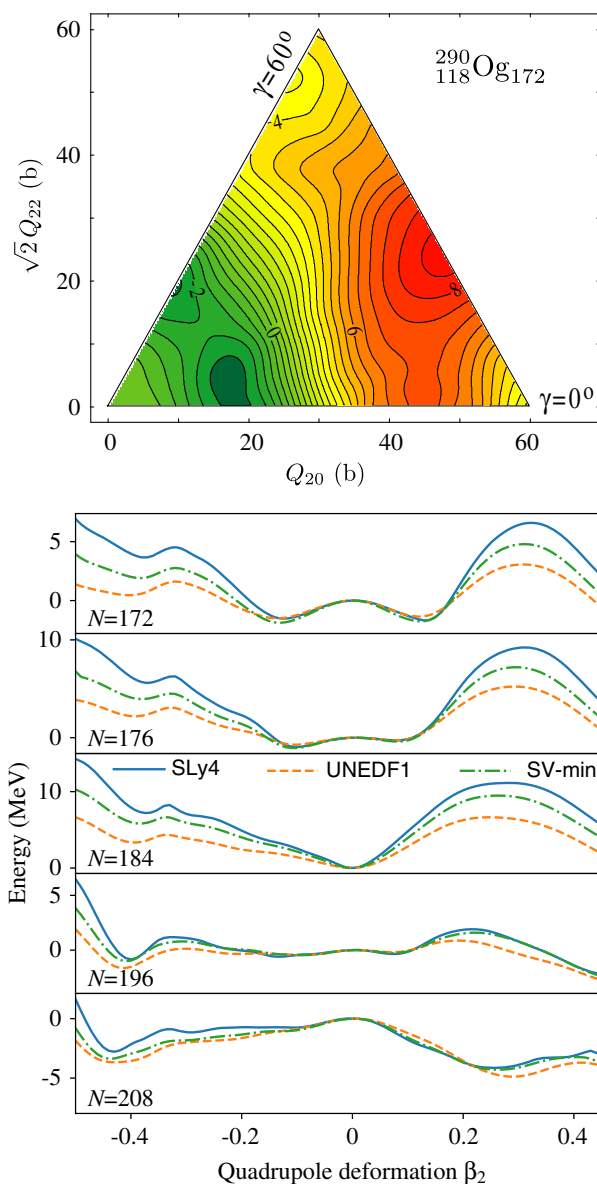 60
γ=60°
²⁹⁰₁₁₈Og₁₇₂
-4
40
√2Q₂₂ (b)
20
-2
0
6
8
0
γ=0°
0 20 40 60
Q₂₀ (b)
5
0
N=172
10
0
N=176
SLy4 UNEDF1 SV-min
10
0
N=184
Energy (MeV)
5
0
N=196
0
-5
N=208
-0.4 -0.2 0 0.2 0.4
Quadrupole deformation β₂